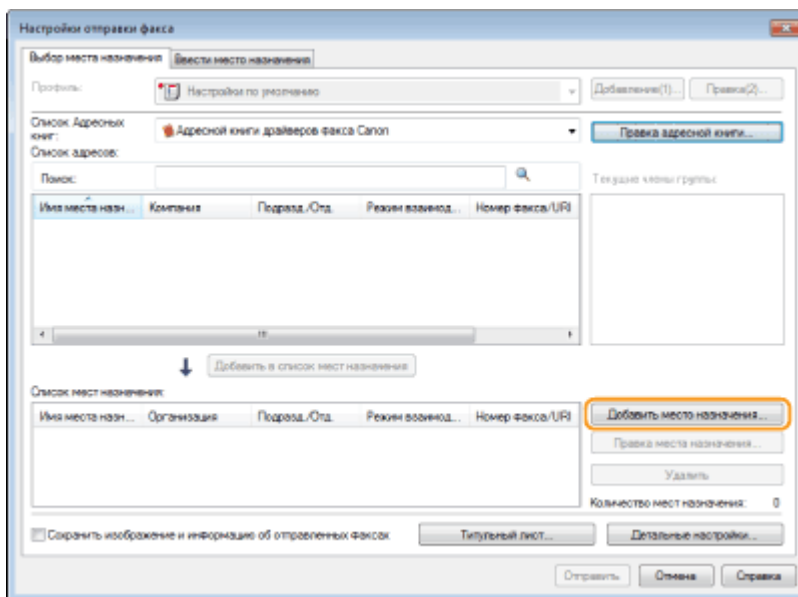 Настройки отправки факса
Выбор места назначения Ввести место назначения
Профиль: Настройки по умолчанию Добавление(1)... Правка(2)...
Список Адресных книг: Адресной книги драйверов факса Canon Правка адресной книги...
Список адресов:
Поиск: Текущие члены группы:
Имя места назн... Компания Подразд./Отд. Режим взаимод... Номер факса/URI
Добавить в список мест назначения
Список мест назначения:
Имя места назн... Организация Подразд./Отд. Режим взаимод... Номер факса/URI Добавить место назначения...
Правка места назначения...
Удалить
Количество мест назначения: 0
Сохранить изображение и информацию об отправленных факсах Титульный лист... Детальные настройки...
Отправить Отмена Справка